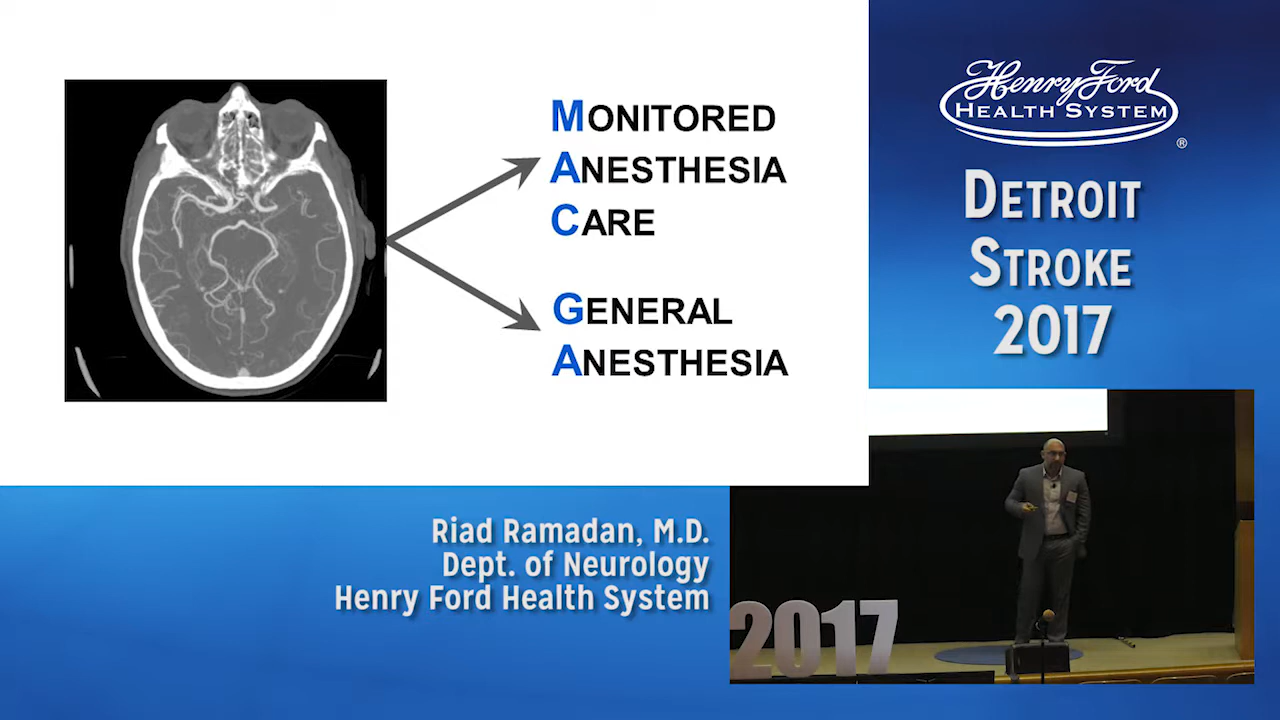 MONITORED
ANESTHESIA
CARE
GENERAL
ANESTHESIA
Henry Ford
HEALTH SYSTEM
®
DETROIT
STROKE
2017
Riad Ramadan, M.D.
Dept. of Neurology
Henry Ford Health System
2017